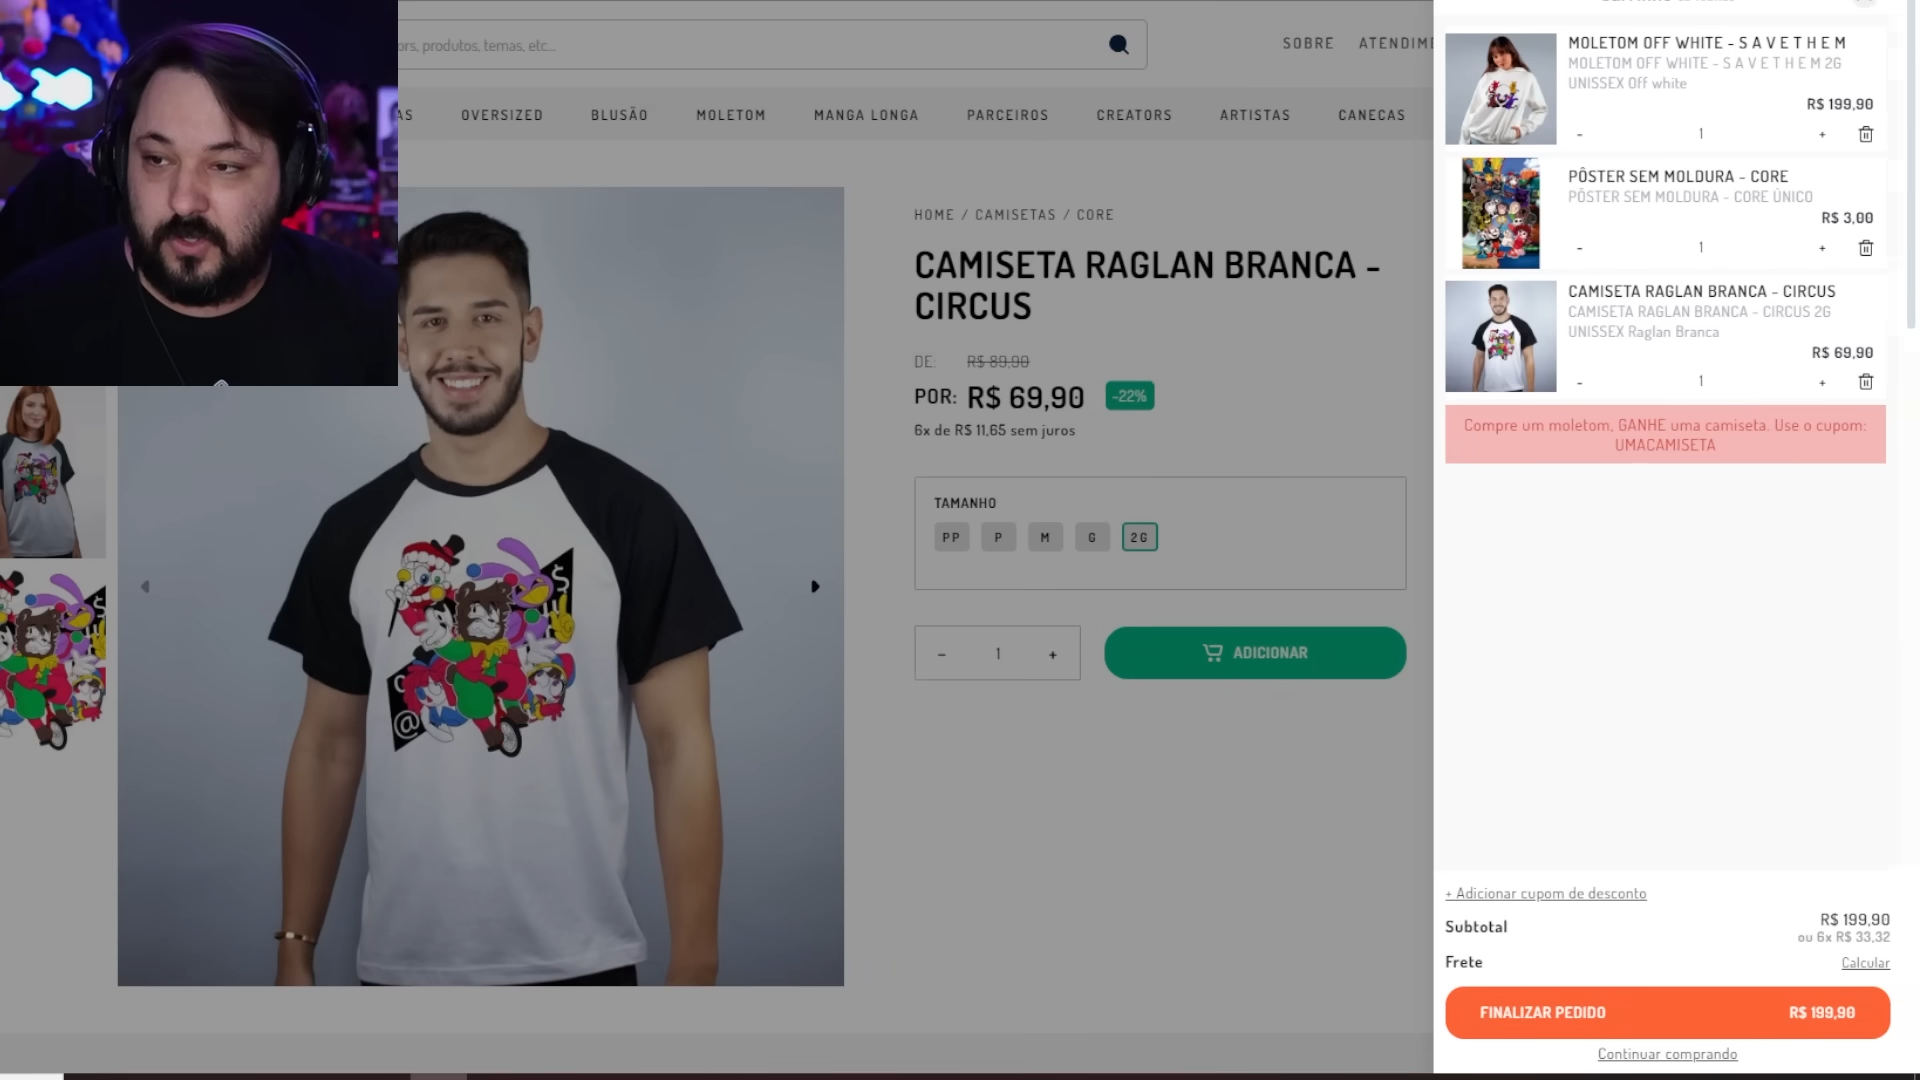 ors, produtos, temas, etc...
SOBRE
AS
OVERSIZED
BLUSÃO
MOLETOM
MANGA LONGA
PARCEIROS
CREATORS
ARTISTAS
CANECAS
HOME / CAMISETAS / CORE
CAMISETA RAGLAN BRANCA -
CIRCUS
DE: R$ 89,90
POR: R$ 69,90 -22%
6x de R$ 11,65 sem juros
TAMANHO
PP P M G 2G
- 1 +
ADICIONAR
MOLETOM OFF WHITE - S A V E T H E M
MOLETOM OFF WHITE - S A V E T H E M 2G
UNISSEX Off white
R$ 199,90
- 1 +
PÔSTER SEM MOLDURA - CORE
PÔSTER SEM MOLDURA - CORE ÚNICO
R$ 3,00
- 1 +
CAMISETA RAGLAN BRANCA - CIRCUS
CAMISETA RAGLAN BRANCA - CIRCUS 2G
UNISSEX Raglan Branca
R$ 69,90
- 1 +
Compre um moletom, GANHE uma camiseta. Use o cupom:
UMACAMISETA
+ Adicionar cupom de desconto
Subtotal R$ 199,90
ou 6x R$ 33,32
Frete Calcular
FINALIZAR PEDIDO R$ 199,90
Continuar comprando